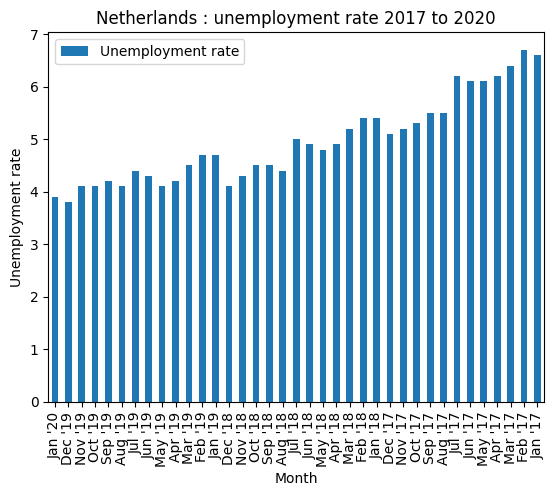 Netherlands : unemployment rate 2017 to 2020
Unemployment rate
Unemployment rate
7
6
5
4
3
2
1
0
Jan '20
Dec '19
Nov '19
Oct '19
Sep '19
Aug '19
Jul '19
Jun '19
May '19
Apr '19
Mar '19
Feb '19
Jan '19
Dec '18
Nov '18
Oct '18
Sep '18
Aug '18
Jul '18
Jun '18
May '18
Apr '18
Mar '18
Feb '18
Jan '18
Dec '17
Nov '17
Oct '17
Sep '17
Aug '17
Jul '17
Jun '17
May '17
Apr '17
Mar '17
Feb '17
Jan '17
Month